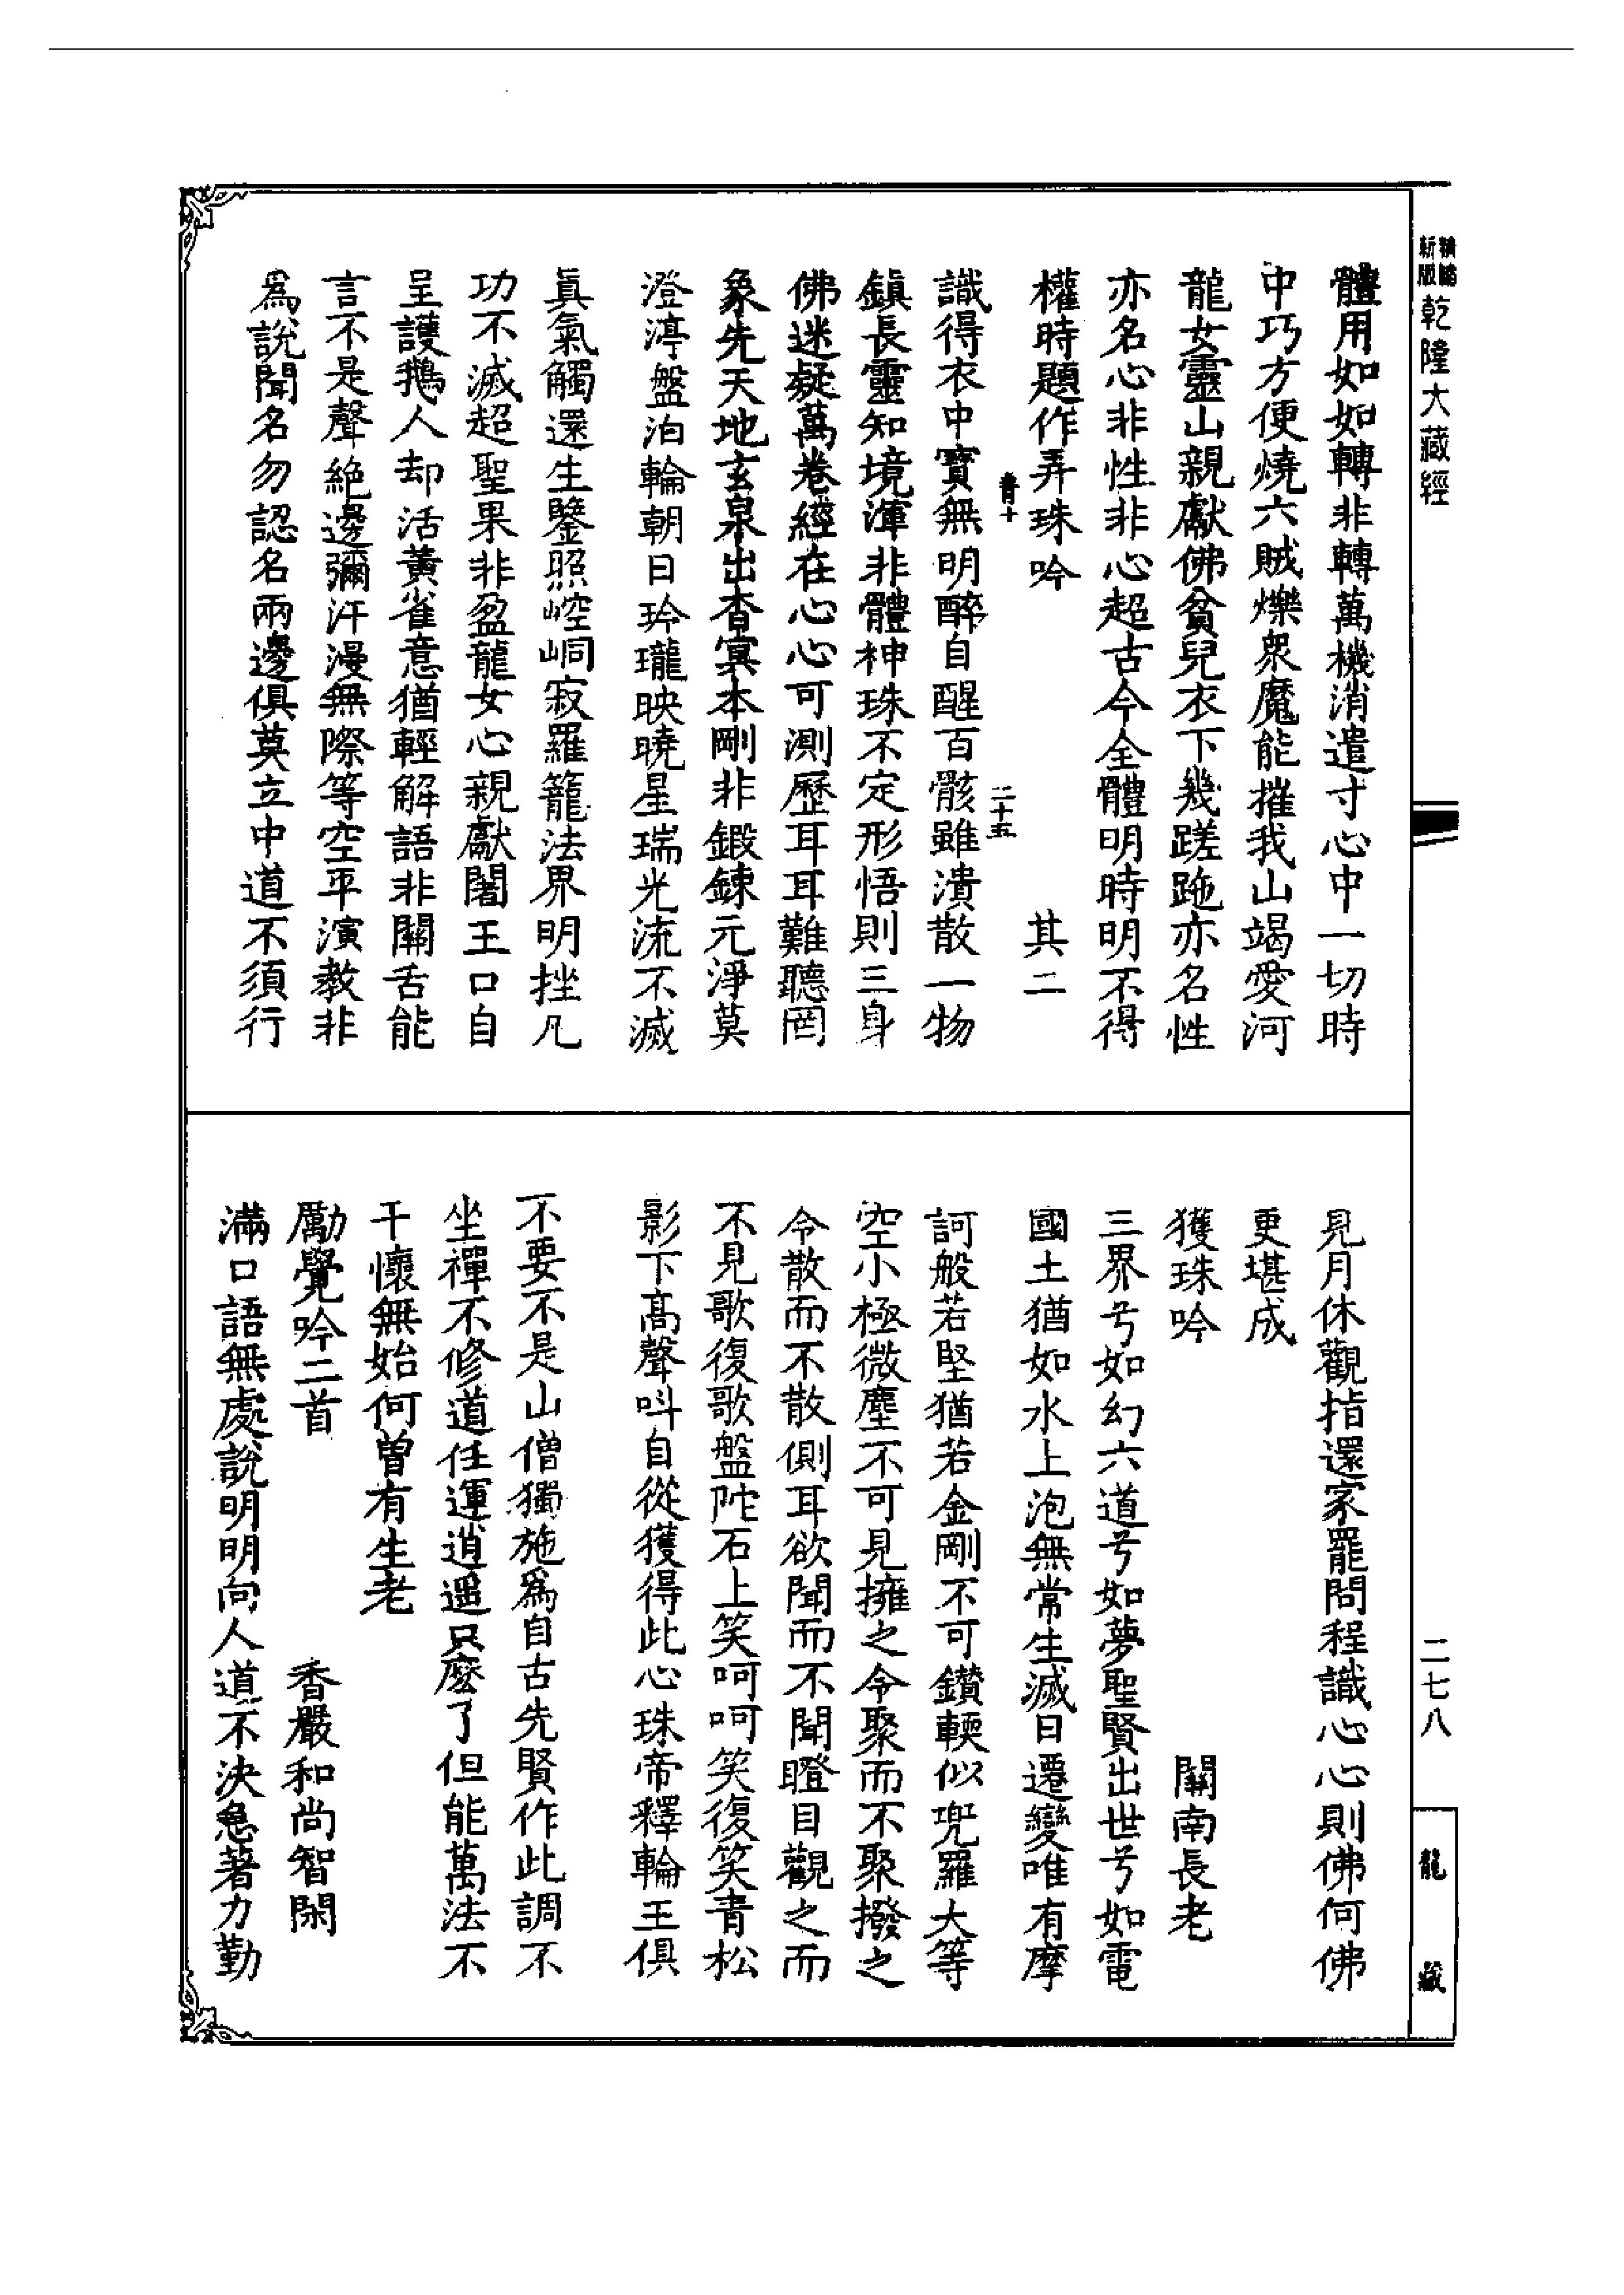 新版
精縮
乾隆大藏經
體用如如轉非轉萬機消遣寸心中一切時
中巧方便燒六賊爍衆魔能摧我山竭愛河
龍女靈山親獻佛貧兒衣下幾蹉跎亦名性
亦名心非性非心超古今全體明時明不得
權時題作弄珠吟 其二
二十五
識得衣中寶無明醉自醒百骸雖潰散一物
鎮長靈知境渾非體神珠不定形悟則三身
佛迷疑萬卷經在心心可測歷耳耳難聽罔
象先天地玄泉出杳冥本剛非鍛鍊元淨莫
澄渟盤泊輪朝日玲瓏映曉星瑞光流不滅
眞氣觸還生鑒照崆峒寂羅籠法界明挫凡
功不滅超聖果非盈龍女心親獻闍王口自
呈護鵝人却活黃雀意猶輕解語非關舌能
言不是聲絶邊彌汗漫無際等空平演教非
爲說聞名勿認名兩邊俱莫立中道不須行
見月休觀指還家罷問程識心心則佛何佛
更堪成
獲珠吟 關南長老
三界兮如幻六道兮如夢聖賢出世兮如電
國土猶如水上泡無常生滅日遷變唯有摩
訶般若堅猶若金剛不可鑚輭似兜羅大等
空小極微塵不可見擁之令聚而不聚撥之
令散而不散側耳欲聞而不聞瞪目觀之而
不見歌復歌盤陀石上笑呵呵笑復笑青松
影下高聲呌自從獲得此心珠帝釋輪王俱
不要不是山僧獨施爲自古先賢作此調不
坐禪不修道任運逍遥只麽了但能萬法不
干懷無始何曾有生老
勵覺吟二首 香嚴和尚智閑
滿口語無處說明明向人道不決急著力勤
二七八
龍藏